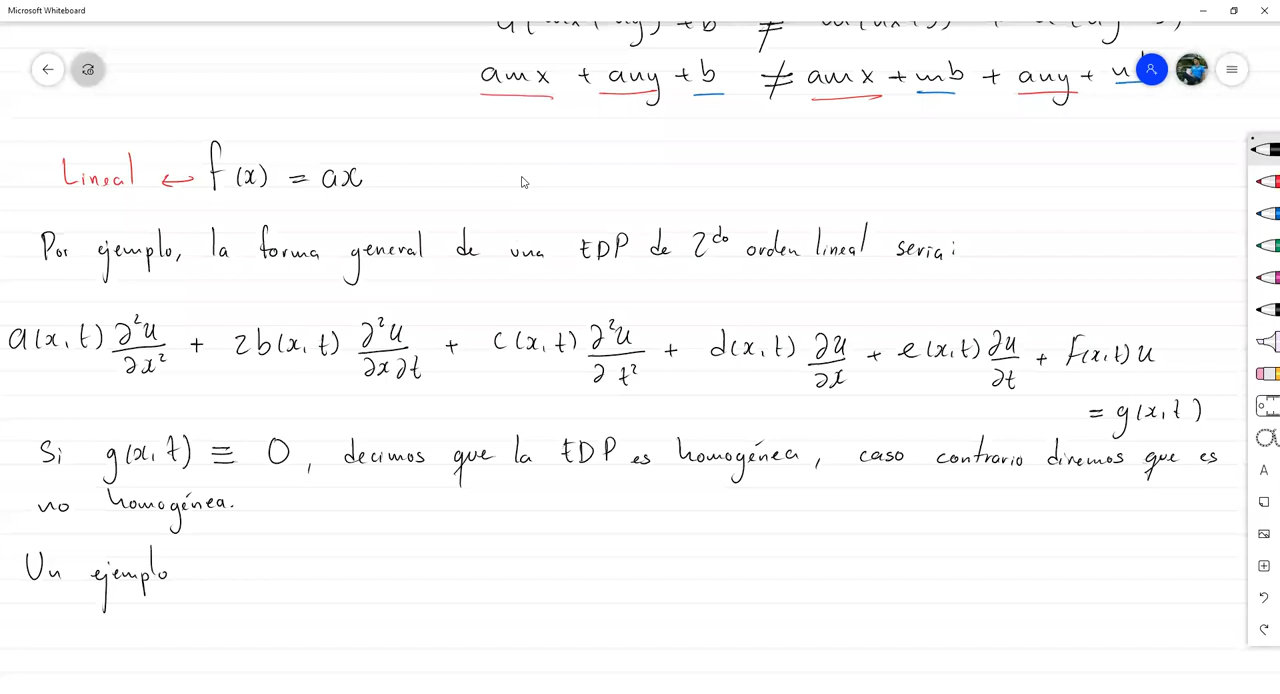 Microsoft Whiteboard
amx + any + b ≠ amx + mb + any +
Lineal ← f(x) = ax
Por ejemplo, la forma general de una EDP de 2do orden lineal seria:
a(x,t) ∂²u/∂x² + 2b(x,t) ∂²u/∂x∂t + c(x,t) ∂²u/∂t² + d(x,t) ∂u/∂x + e(x,t) ∂u/∂t + f(x,t) u
= g(x,t)
Si g(x,t) ≡ 0, decimos que la EDP es homogénea, caso contrario diremos que es
no homogénea.
Un ejemplo
A